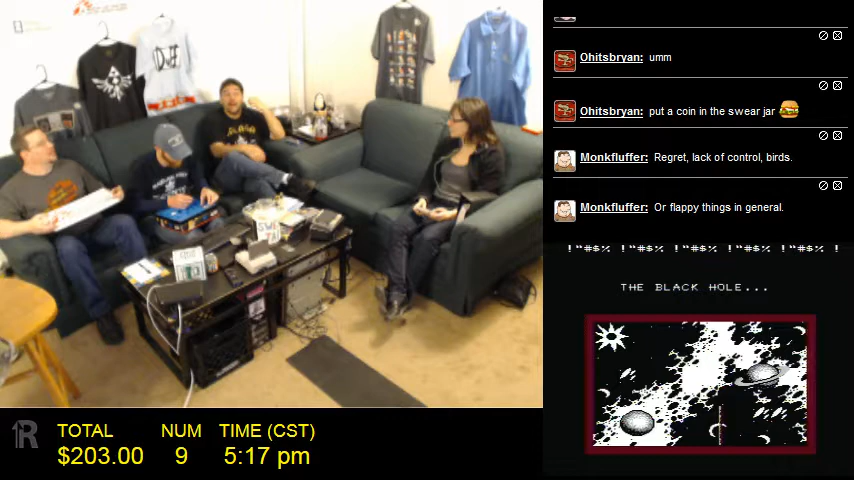 Ohitsbryan: umm
Ohitsbryan: put a coin in the swear jar
Monkfluffer: Regret, lack of control, birds.
Monkfluffer: Or flappy things in general.
!"#$% !"#$% !"#$% !"#$% !"#$% !
THE BLACK HOLE...
TOTAL NUM TIME (CST)
$203.00 9 5:17 pm